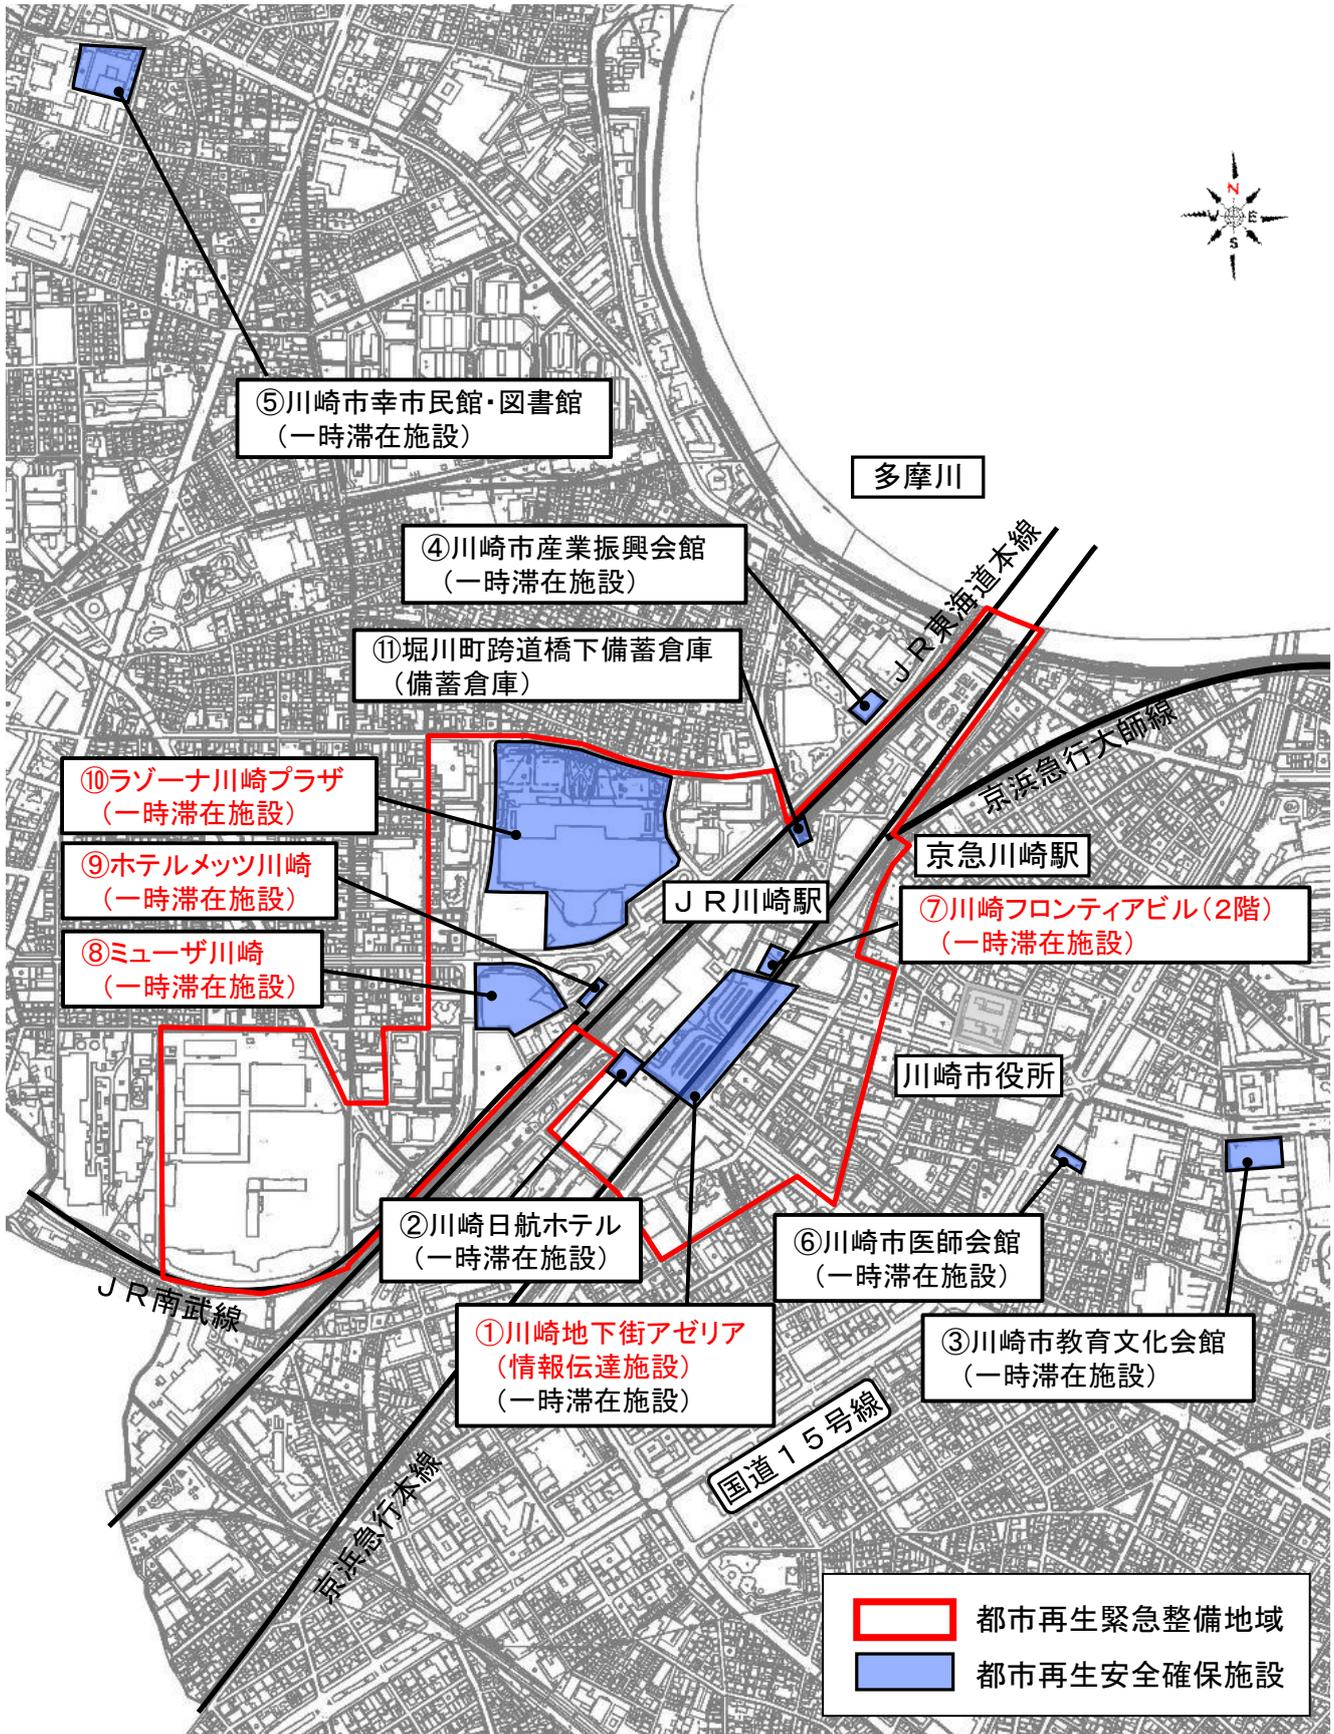 N
W E
S
⑤川崎市幸市民館・図書館
（一時滞在施設）
多摩川
④川崎市産業振興会館
（一時滞在施設）
ＪＲ東海道本線
⑪堀川町跨道橋下備蓄倉庫
（備蓄倉庫）
京浜急行大師線
⑩ラゾーナ川崎プラザ
（一時滞在施設）
京急川崎駅
⑨ホテルメッツ川崎
（一時滞在施設）
ＪＲ川崎駅
⑦川崎フロンティアビル（２階）
（一時滞在施設）
⑧ミューザ川崎
（一時滞在施設）
川崎市役所
②川崎日航ホテル
（一時滞在施設）
⑥川崎市医師会館
（一時滞在施設）
ＪＲ南武線
①川崎地下街アゼリア
（情報伝達施設）
（一時滞在施設）
③川崎市教育文化会館
（一時滞在施設）
国道１５号線
京浜急行本線
都市再生緊急整備地域
都市再生安全確保施設